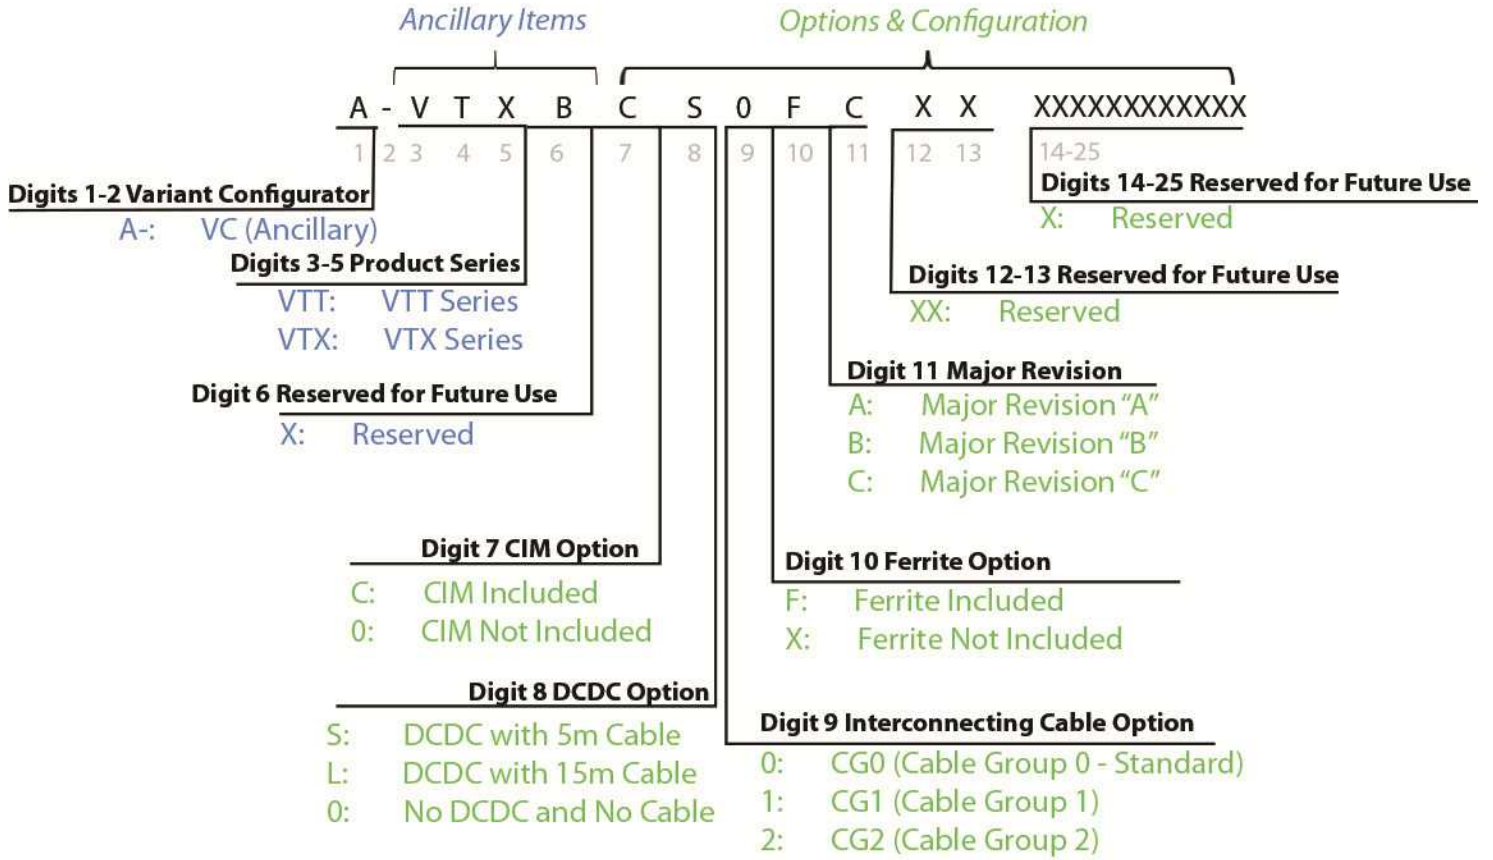 Ancillary Items
Options & Configuration
A - V T X B C S 0 F C X X XXXXXXXXXXXX
1 2 3 4 5 6 7 8 9 10 11 12 13 14-25
Digits 1-2 Variant Configurator
A-: VC (Ancillary)
Digits 3-5 Product Series
VTT: VTT Series
VTX: VTX Series
Digit 6 Reserved for Future Use
X: Reserved
Digit 7 CIM Option
C: CIM Included
0: CIM Not Included
Digit 8 DCDC Option
S: DCDC with 5m Cable
L: DCDC with 15m Cable
0: No DCDC and No Cable
Digits 14-25 Reserved for Future Use
X: Reserved
Digits 12-13 Reserved for Future Use
XX: Reserved
Digit 11 Major Revision
A: Major Revision “A”
B: Major Revision “B”
C: Major Revision “C”
Digit 10 Ferrite Option
F: Ferrite Included
X: Ferrite Not Included
Digit 9 Interconnecting Cable Option
0: CG0 (Cable Group 0 - Standard)
1: CG1 (Cable Group 1)
2: CG2 (Cable Group 2)